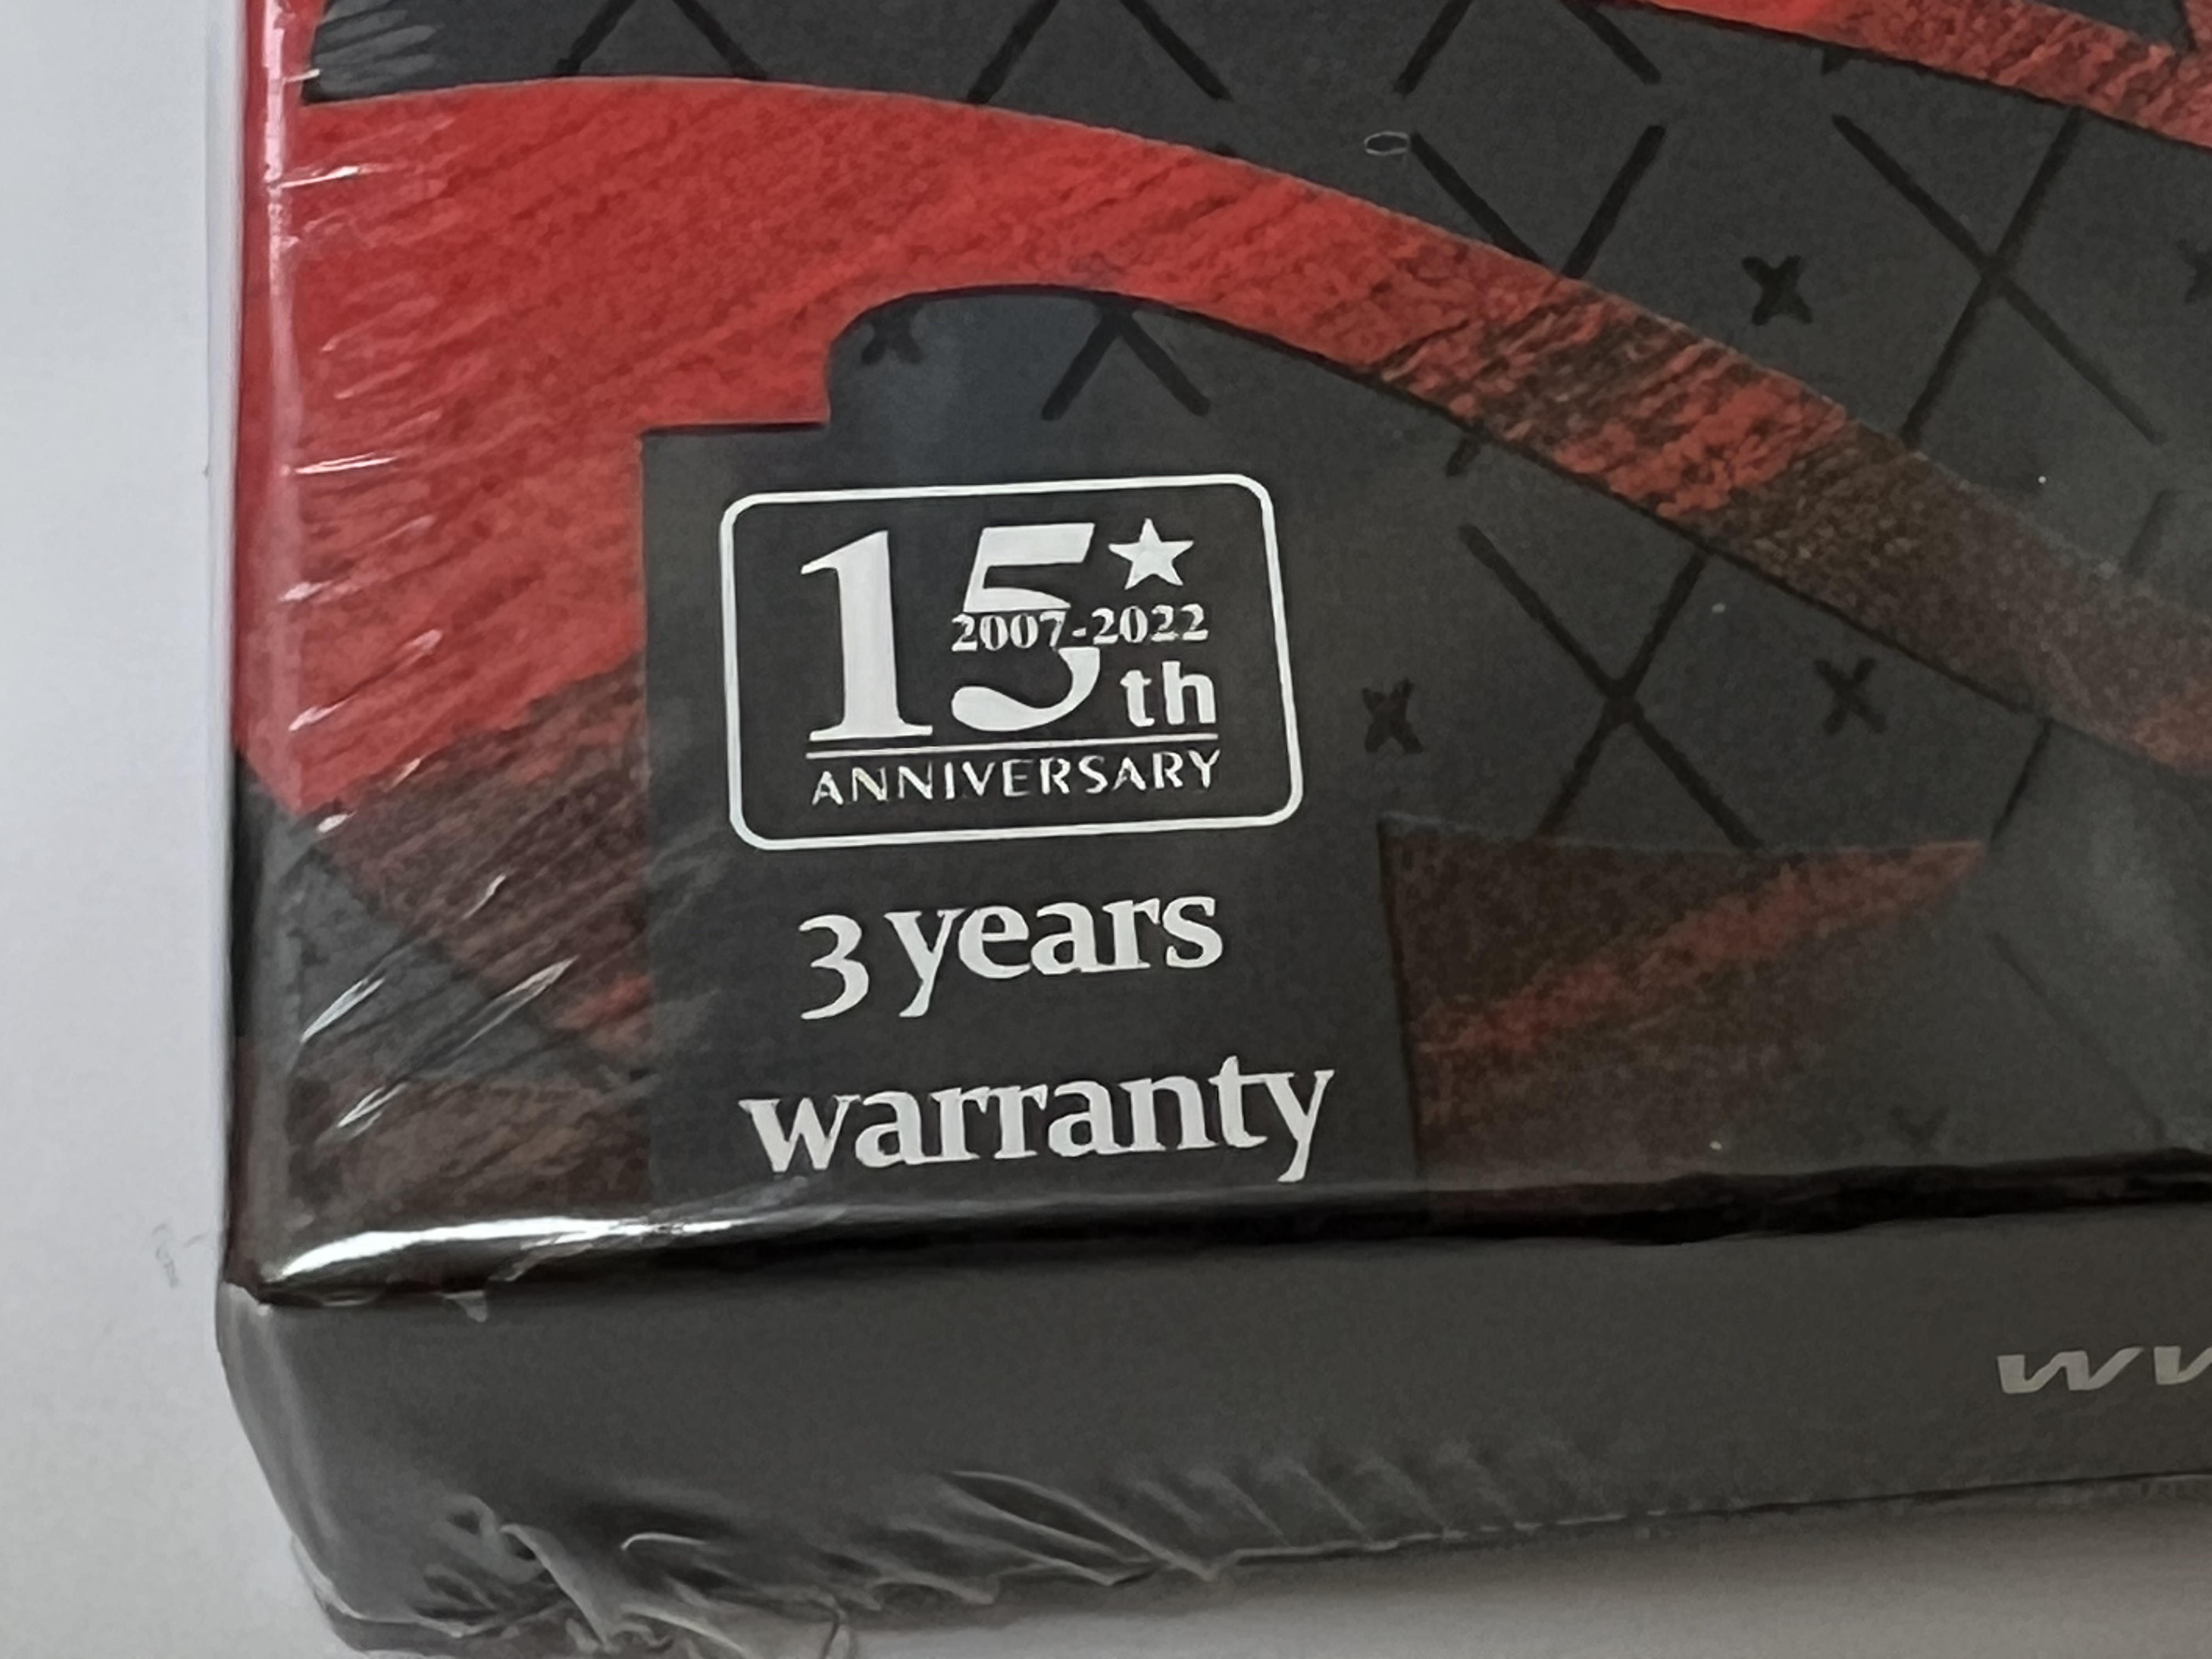 15
2007-2022
th
ANNIVERSARY
3 years
warranty